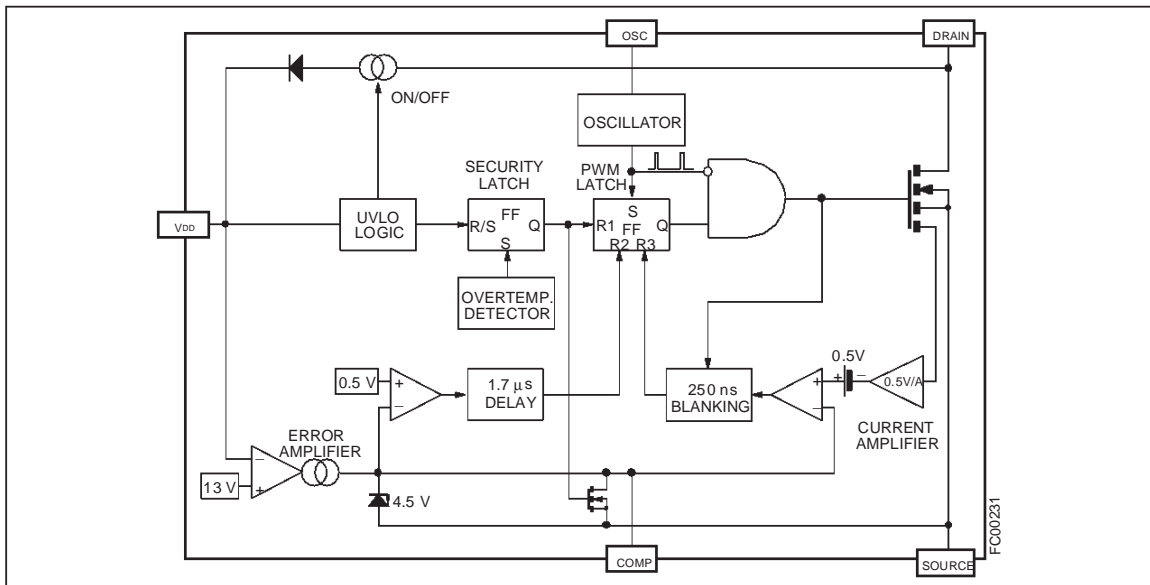 OSC
DRAIN
ON/OFF
OSCILLATOR
SECURITY
LATCH
PWM
LATCH
VDD
UVLO
LOGIC
R/S
FF
Q
S
R1
S
FF
Q
R2 R3
OVERTEMP.
DETECTOR
0.5 V
+
−
1.7 μs
DELAY
250 ns
BLANKING
+
−
0.5V
+
−
0.5V/A
CURRENT
AMPLIFIER
ERROR
AMPLIFIER
−
+
13 V
4.5 V
COMP
SOURCE
FC00231